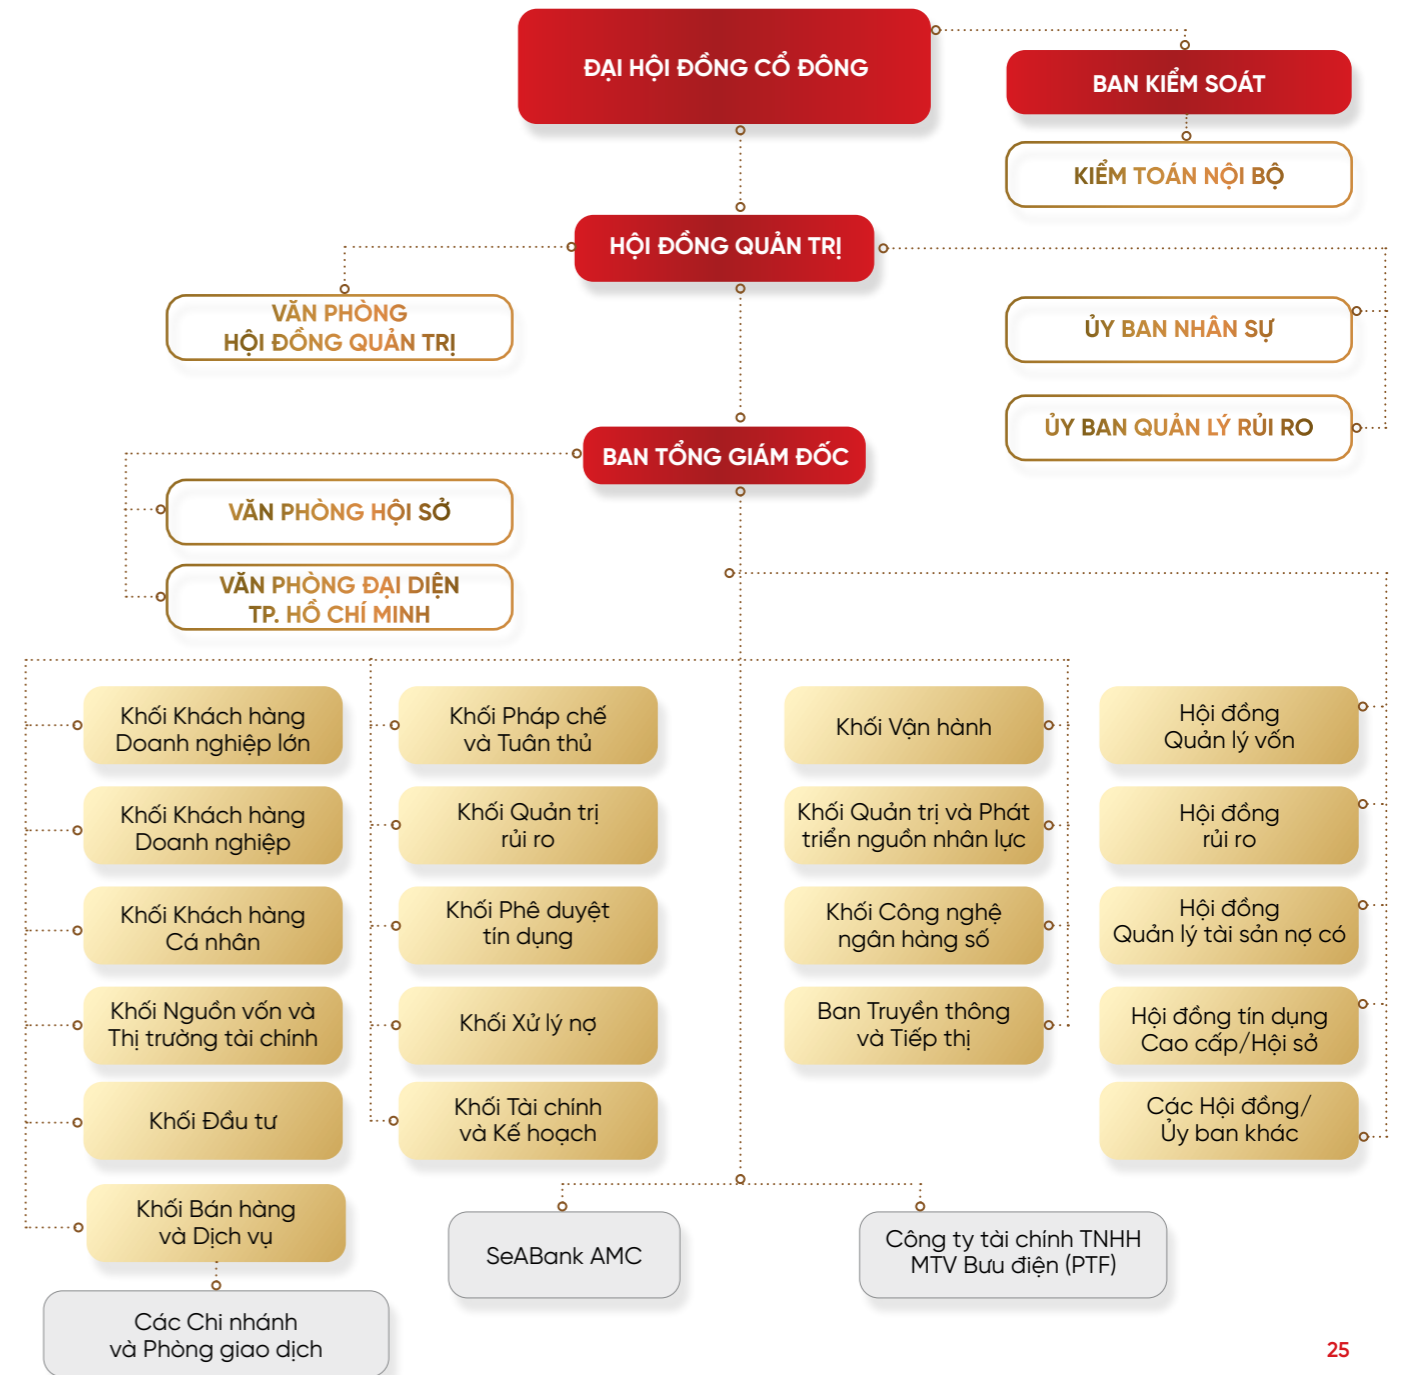 ĐẠI HỘI ĐỒNG CỔ ĐÔNG
BAN KIỂM SOÁT
KIỂM TOÁN NỘI BỘ
HỘI ĐỒNG QUẢN TRỊ
VĂN PHÒNG
HỘI ĐỒNG QUẢN TRỊ
ỦY BAN NHÂN SỰ
ỦY BAN QUẢN LÝ RỦI RO
BAN TỔNG GIÁM ĐỐC
VĂN PHÒNG HỘI SỞ
VĂN PHÒNG ĐẠI DIỆN
TP. HỒ CHÍ MINH
Khối Khách hàng
Doanh nghiệp lớn
Khối Khách hàng
Doanh nghiệp
Khối Khách hàng
Cá nhân
Khối Nguồn vốn và
Thị trường tài chính
Khối Đầu tư
Khối Bán hàng
và Dịch vụ
Các Chi nhánh
và Phòng giao dịch
Khối Pháp chế
và Tuân thủ
Khối Quản trị
rủi ro
Khối Phê duyệt
tín dụng
Khối Xử lý nợ
Khối Tài chính
và Kế hoạch
Khối Vận hành
Khối Quản trị và Phát
triển nguồn nhân lực
Khối Công nghệ
ngân hàng số
Ban Truyền thông
và Tiếp thị
Hội đồng
Quản lý vốn
Hội đồng
rủi ro
Hội đồng
Quản lý tài sản nợ có
Hội đồng tín dụng
Cao cấp/Hội sở
Các Hội đồng/
Ủy ban khác
SeABank AMC
Công ty tài chính TNHH
MTV Bưu điện (PTF)
25